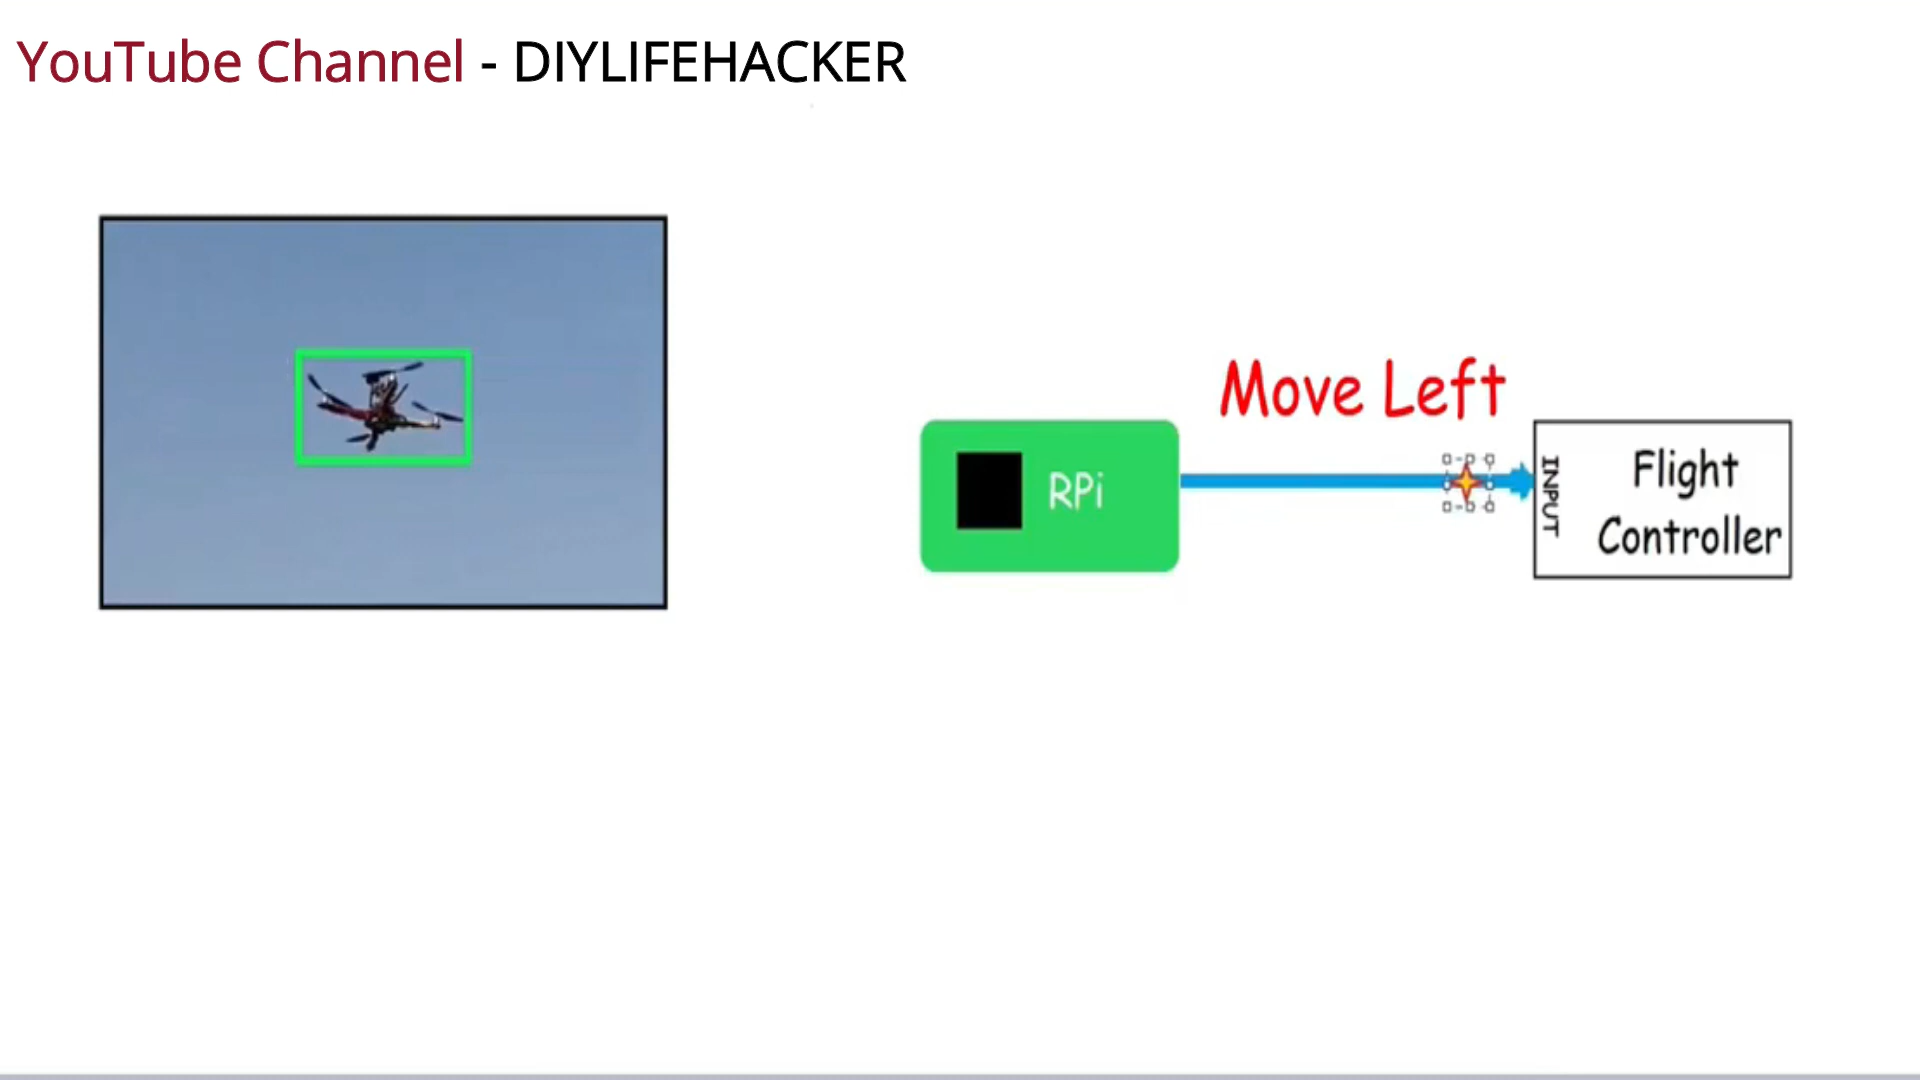 YouTube Channel - DIYLIFEHACKER
Move Left
RPi
INPUT
Flight
Controller